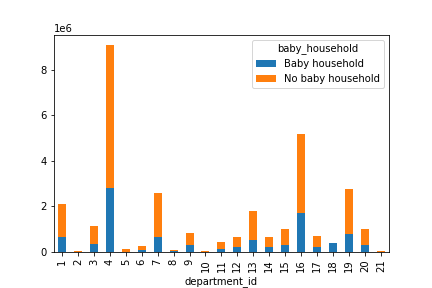 1e6
baby_household
Baby household
No baby household
8
6
4
2
0
1 2 3 4 5 6 7 8 9 10 11 12 13 14 15 16 17 18 19 20 21
department_id